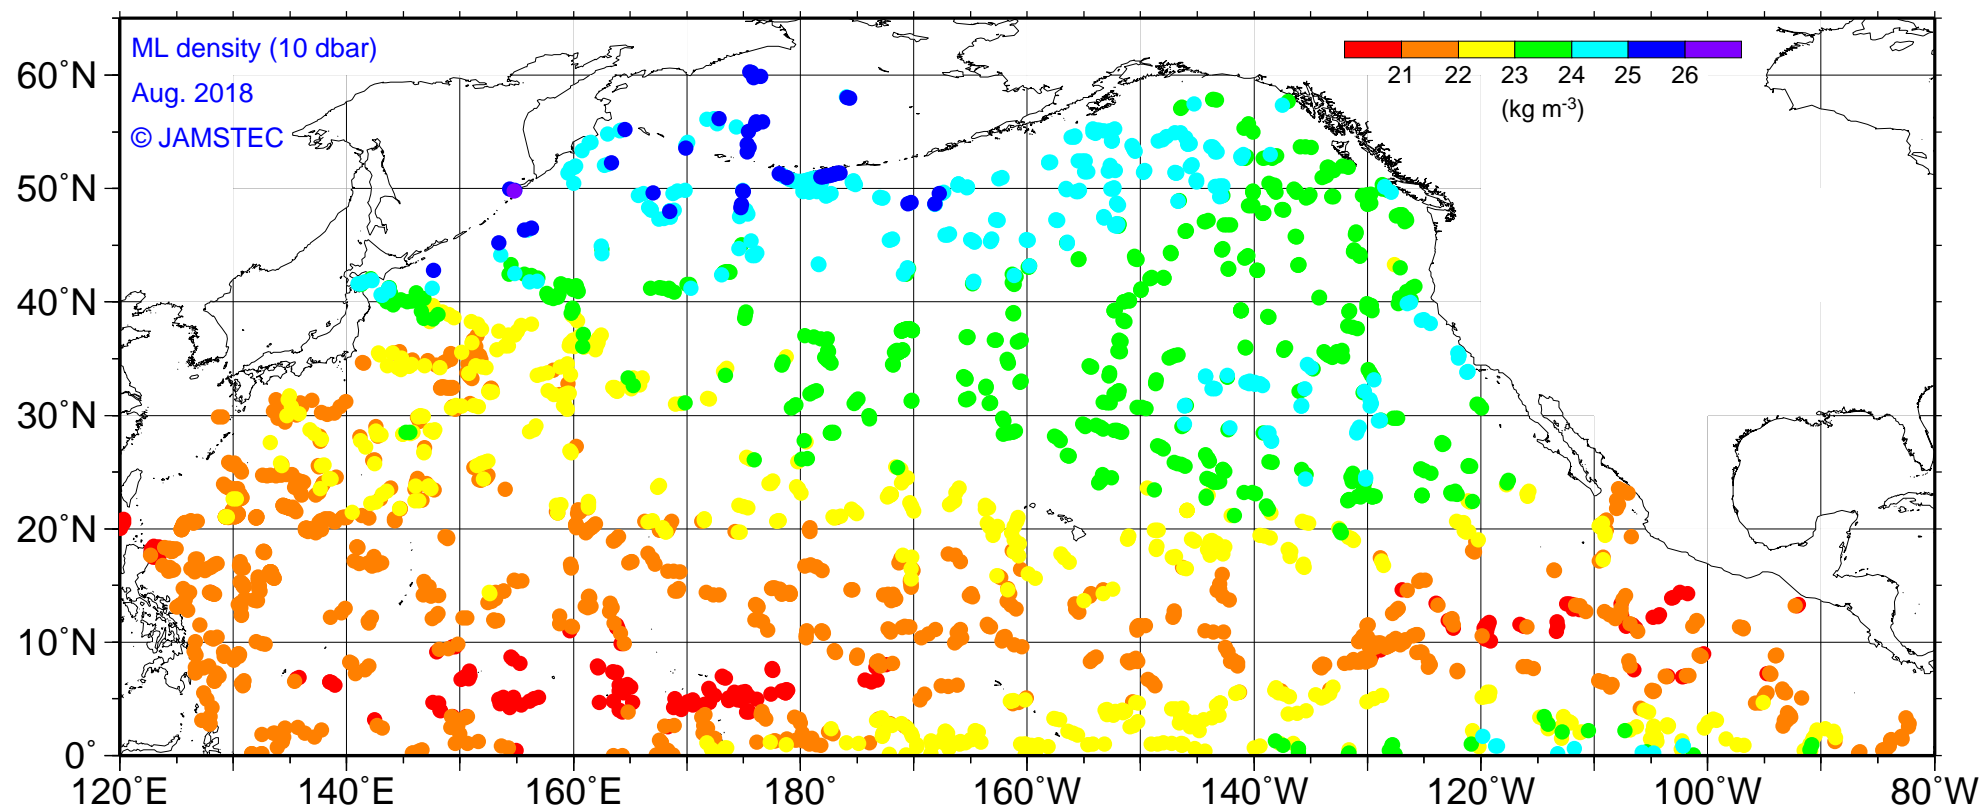 ML density (10 dbar)
Aug. 2018
© JAMSTEC
21 22 23 24 25 26
(kg m-3)
60˚N
50˚N
40˚N
30˚N
20˚N
10˚N
0˚
120˚E 140˚E 160˚E 180˚ 160˚W 140˚W 120˚W 100˚W 80˚W